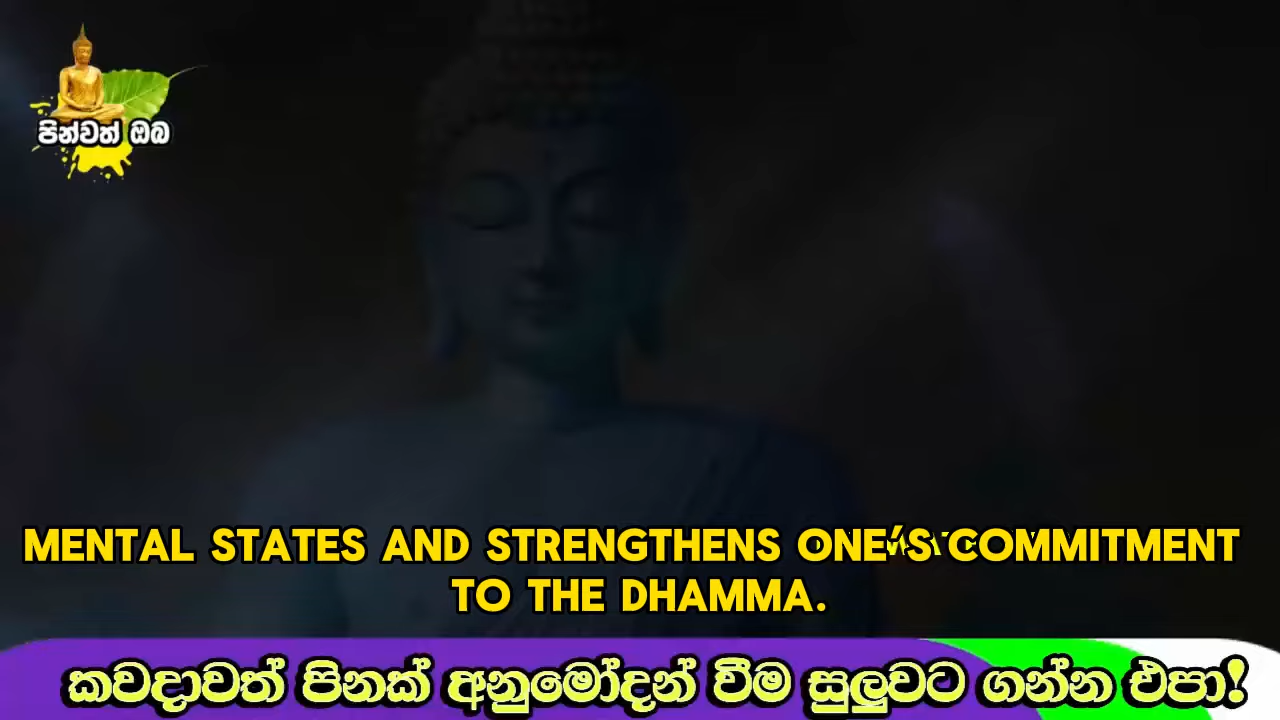 පින්වත් ඔබ
MENTAL STATES AND STRENGTHENS ONE'S COMMITMENT
TO THE DHAMMA.
කවදාවත් පිනක් අනුමෝදන් වීම සුලුවට ගන්න එපා!